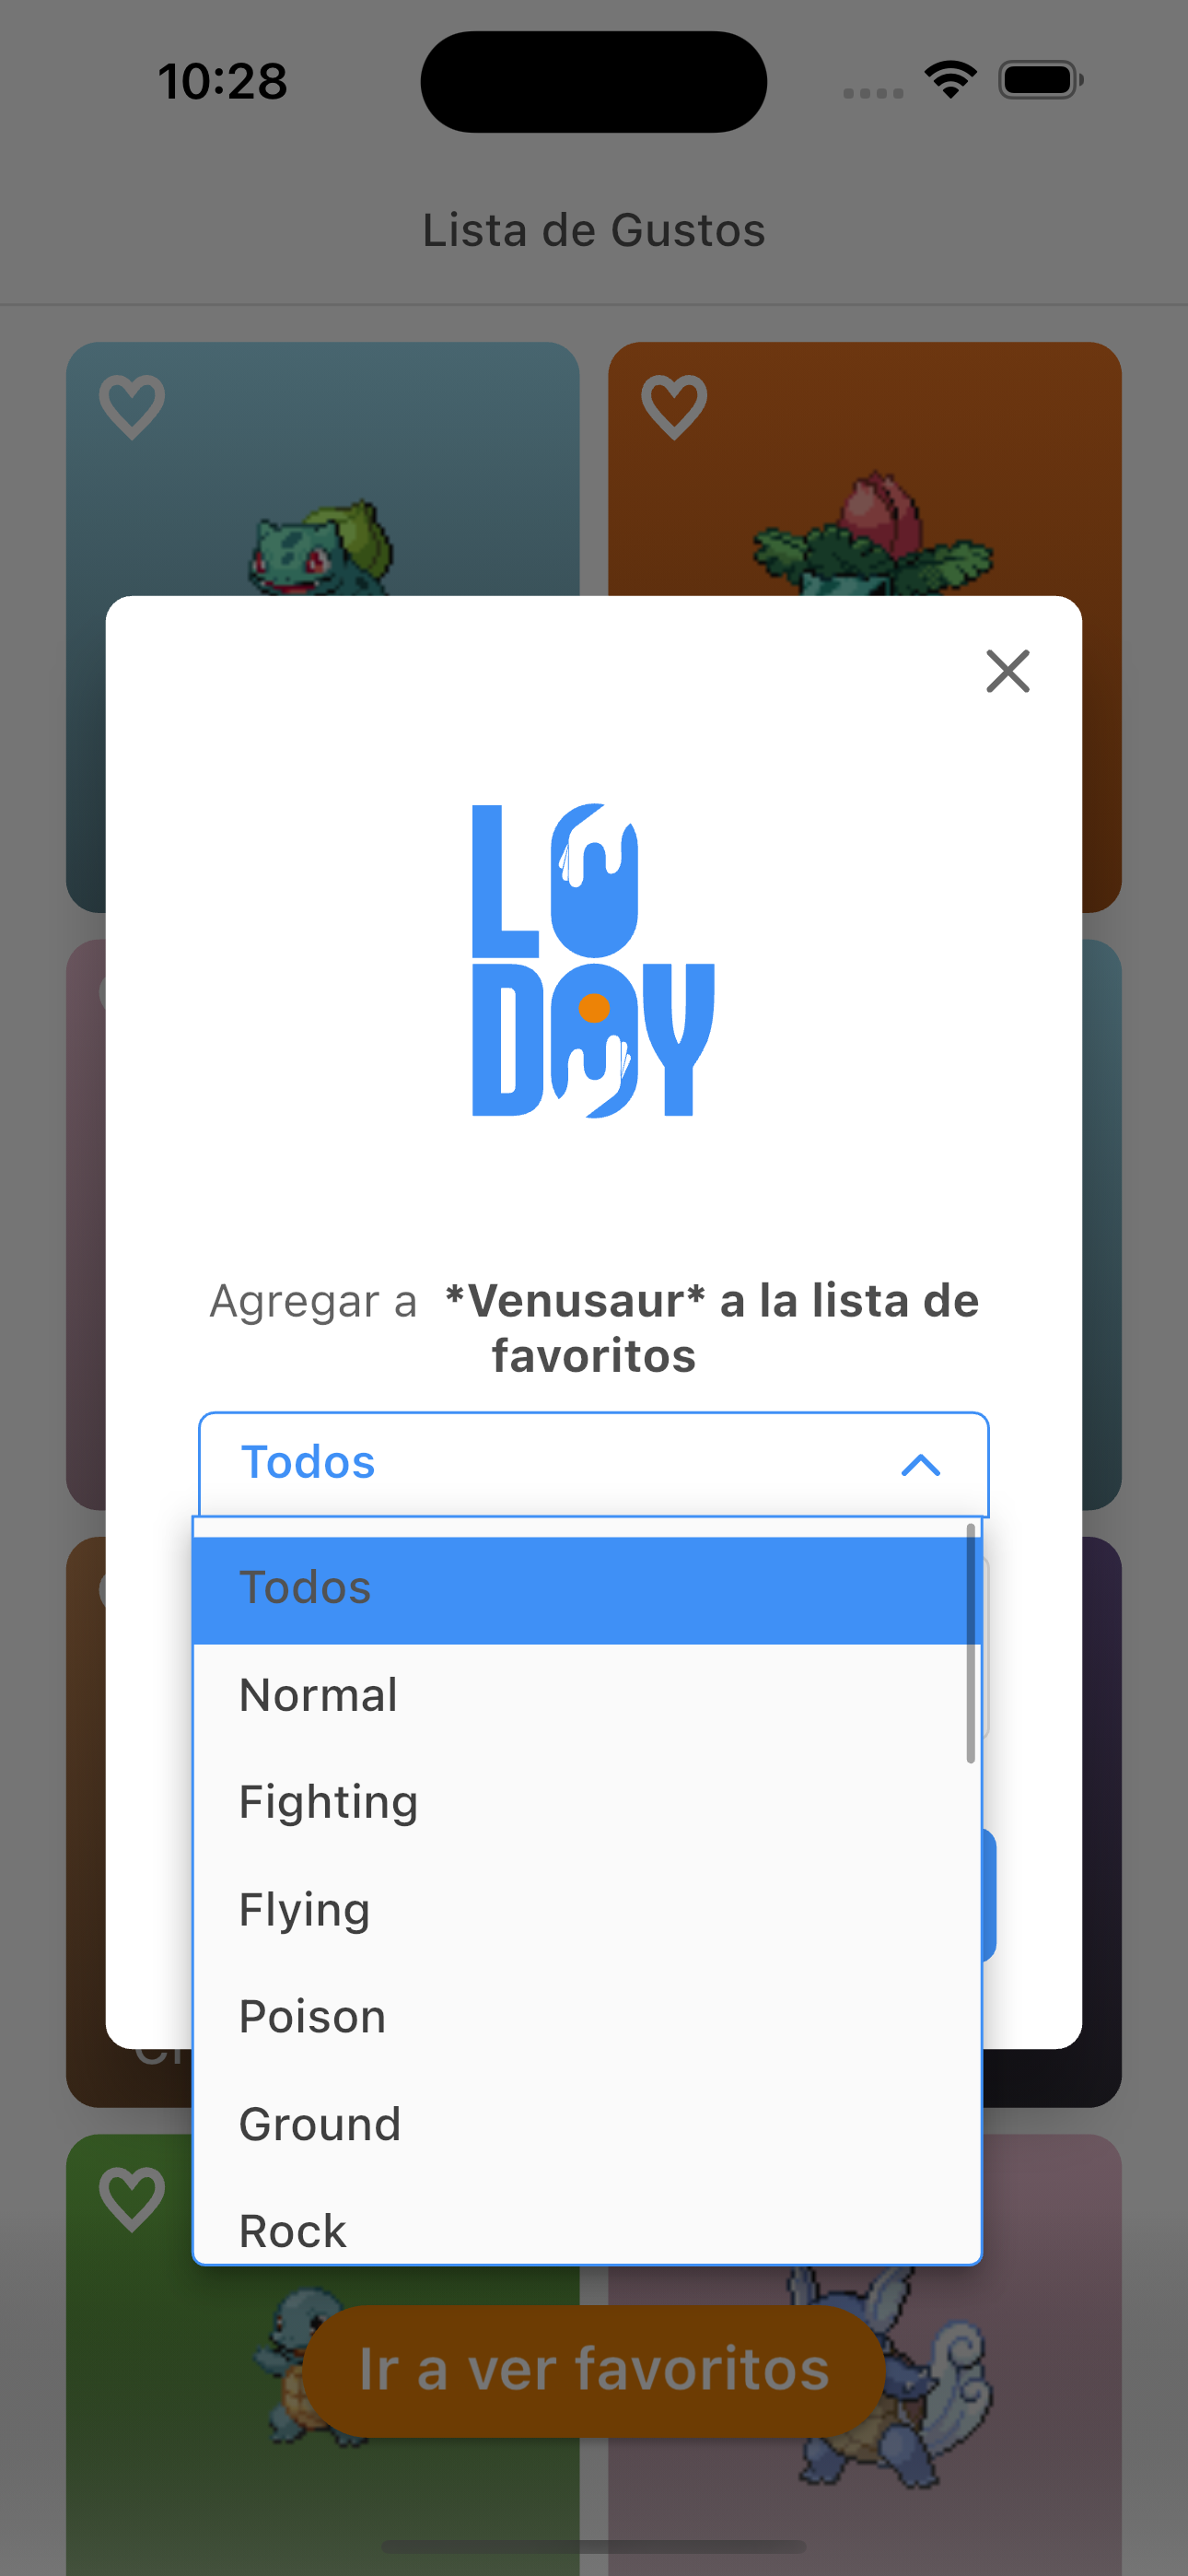 10:28
Lista de Gustos
LO
DAY
Agregar a *Venusaur* a la lista de
favoritos
Todos
Todos
Normal
Fighting
Flying
Poison
Ground
Rock
Ir a ver favoritos